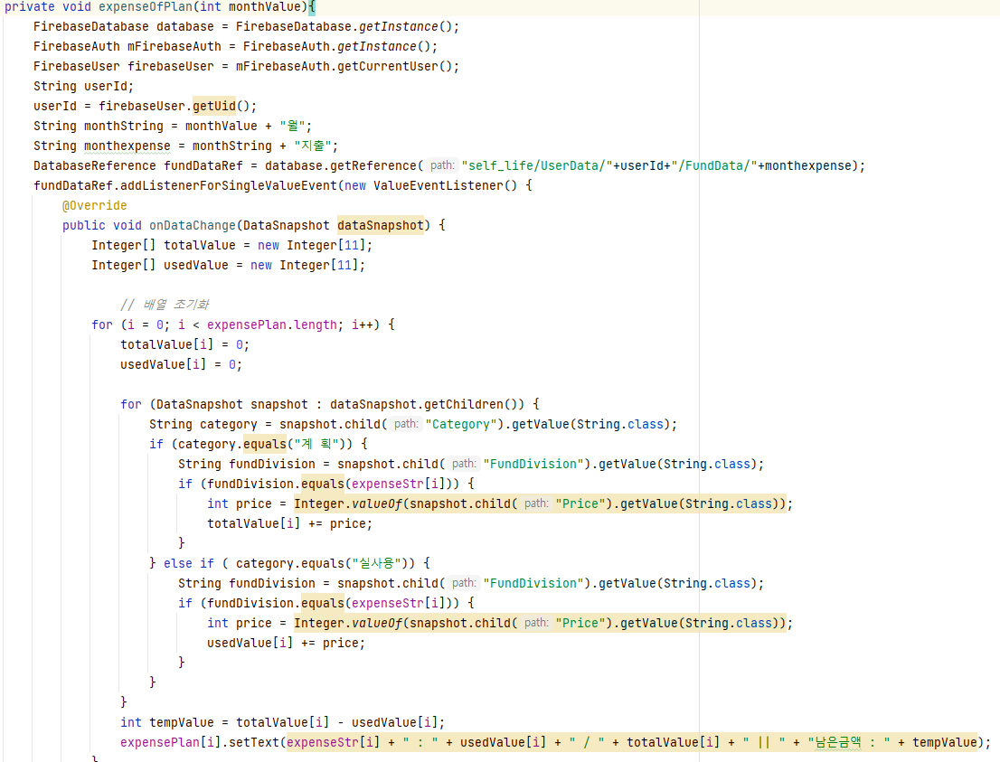 private void expenseOfPlan(int monthValue){
FirebaseDatabase database = FirebaseDatabase.getInstance();
FirebaseAuth mFirebaseAuth = FirebaseAuth.getInstance();
FirebaseUser firebaseUser = mFirebaseAuth.getCurrentUser();
String userId;
userId = firebaseUser.getUid();
String monthString = monthValue + "월";
String monthexpense = monthString + "지출";
DatabaseReference fundDataRef = database.getReference( path: "self_life/UserData/"+userId+"/FundData/"+monthexpense);
fundDataRef.addListenerForSingleValueEvent(new ValueEventListener() {
@Override
public void onDataChange(DataSnapshot dataSnapshot) {
Integer[] totalValue = new Integer[11];
Integer[] usedValue = new Integer[11];
// 배열 초기화
for (i = 0; i < expensePlan.length; i++) {
totalValue[i] = 0;
usedValue[i] = 0;
for (DataSnapshot snapshot : dataSnapshot.getChildren()) {
String category = snapshot.child( path: "Category").getValue(String.class);
if (category.equals("계 획")) {
String fundDivision = snapshot.child( path: "FundDivision").getValue(String.class);
if (fundDivision.equals(expenseStr[i])) {
int price = Integer.valueOf(snapshot.child( path: "Price").getValue(String.class));
totalValue[i] += price;
}
} else if ( category.equals("실사용")) {
String fundDivision = snapshot.child( path: "FundDivision").getValue(String.class);
if (fundDivision.equals(expenseStr[i])) {
int price = Integer.valueOf(snapshot.child( path: "Price").getValue(String.class));
usedValue[i] += price;
}
}
}
int tempValue = totalValue[i] - usedValue[i];
expensePlan[i].setText(expenseStr[i] + " : " + usedValue[i] + " / " + totalValue[i] + " || " + "남은금액 : " + tempValue);
}